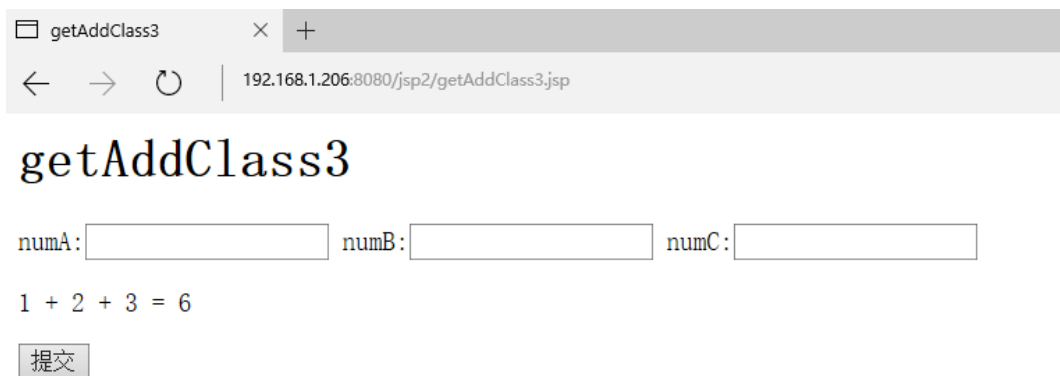 getAddClass3
192.168.1.206:8080/jsp2/getAddClass3.jsp
getAddClass3
numA: numB: numC:
1 + 2 + 3 = 6
提交